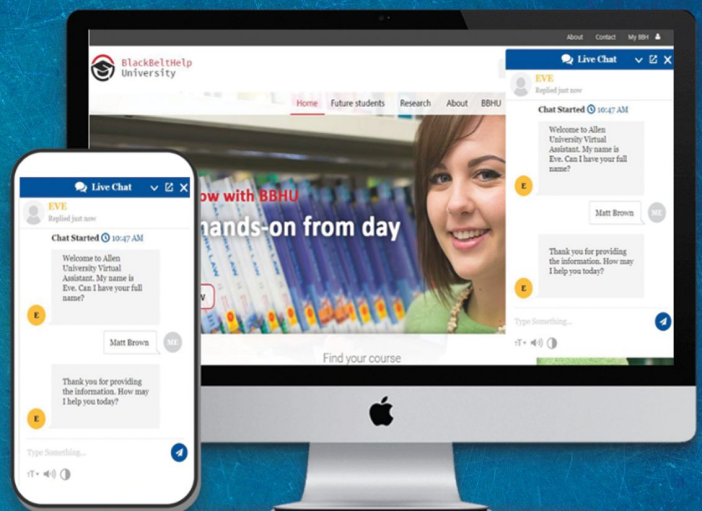 About Contact My BBH
BlackBeltHelp
University
Home Future students Research About BBHU
ow with BBHU
hands-on from day
W
Find your course
Live Chat
EVE
Replied just now
Chat Started 10:47 AM
Welcome to Allen
University Virtual
Assistant. My name is
Eve. Can I have your full
name?
E
Matt Brown
ME
Thank you for providing
the information. How may
I help you today?
E
Type Something...
тT
Live Chat
EVE
Replied just now
Chat Started 10:47 AM
Welcome to Allen
University Virtual
Assistant. My name is
Eve. Can I have your full
name?
E
Matt Brown
ME
Thank you for providing
the information. How may
I help you today?
E
Type Something...
тT